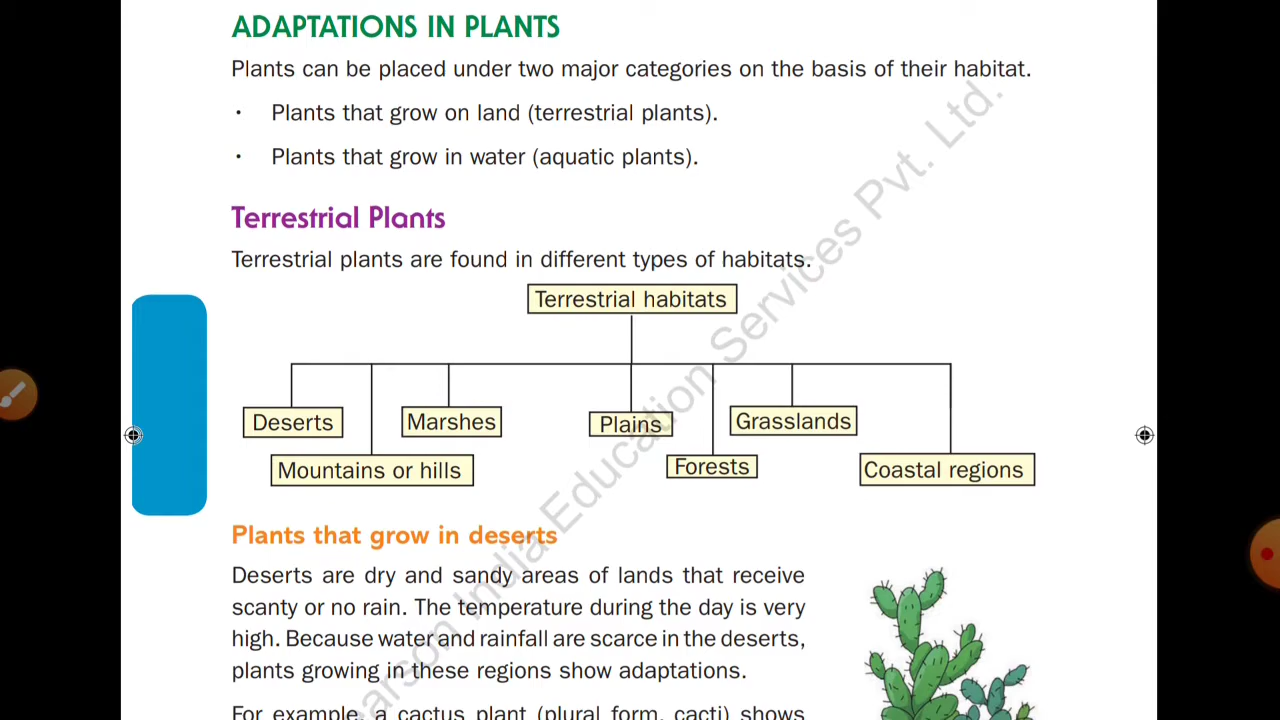 ADAPTATIONS IN PLANTS
Plants can be placed under two major categories on the basis of their habitat.
• Plants that grow on land (terrestrial plants).
• Plants that grow in water (aquatic plants).
Terrestrial Plants
Terrestrial plants are found in different types of habitats.
Terrestrial habitats
Deserts
Marshes
Plains
Grasslands
Mountains or hills
Forests
Coastal regions
Plants that grow in deserts
Deserts are dry and sandy areas of lands that receive
scanty or no rain. The temperature during the day is very
high. Because water and rainfall are scarce in the deserts,
plants growing in these regions show adaptations.
For example, a cactus plant (plural form, cacti) shows
India Education Services Pvt. Ltd.